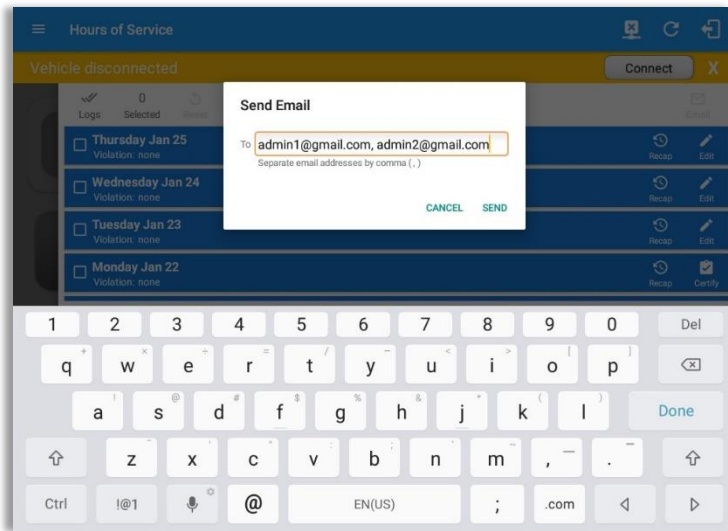 Hours of Service
Vehicle disconnected
Connect X
0
Logs Selected Reset Email
Thursday Jan 25
Violation: none
Recap Edit
Wednesday Jan 24
Violation: none
Recap Edit
Tuesday Jan 23
Violation: none
Recap Edit
Monday Jan 22
Violation: none
Recap Certify
Send Email
To admin1@gmail.com, admin2@gmail.com
Separate email addresses by comma ( , )
CANCEL SEND
1 2 3 4 5 6 7 8 9 0 Del
+ × ÷ = / _ < > [ ]
q w e r t y u i o p
! @ # $ % & * ( )
a s d f g h j k l Done
- ' " : ; , ? 
z x c v b n m , .
Ctrl !@1 @ EN(US) ; .com